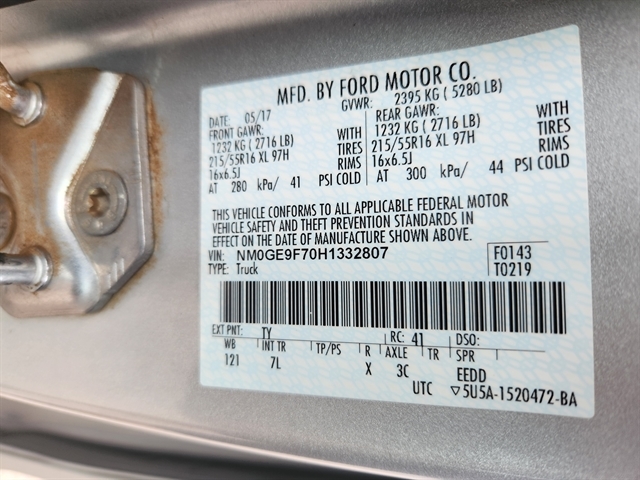 MFD. BY FORD MOTOR CO.
DATE: 05/17 GVWR: 2395 KG ( 5280 LB)
FRONT GAWR: REAR GAWR:
1232 KG ( 2716 LB) WITH 1232 KG ( 2716 LB) WITH
215/55R16 XL 97H TIRES 215/55R16 XL 97H TIRES
16x6.5J RIMS 16x6.5J RIMS
AT 280 kPa/ 41 PSI COLD AT 300 kPa/ 44 PSI COLD
THIS VEHICLE CONFORMS TO ALL APPLICABLE FEDERAL MOTOR
VEHICLE SAFETY AND THEFT PREVENTION STANDARDS IN
EFFECT ON THE DATE OF MANUFACTURE SHOWN ABOVE.
VIN: NM0GE9F70H1332807 F0143
TYPE: Truck T0219
EXT PNT: TY RC: 41 DSO:
WB INT TR TP/PS R AXLE TR SPR
121 7L X 3C EEDD
UTC ▽5U5A-1520472-BA